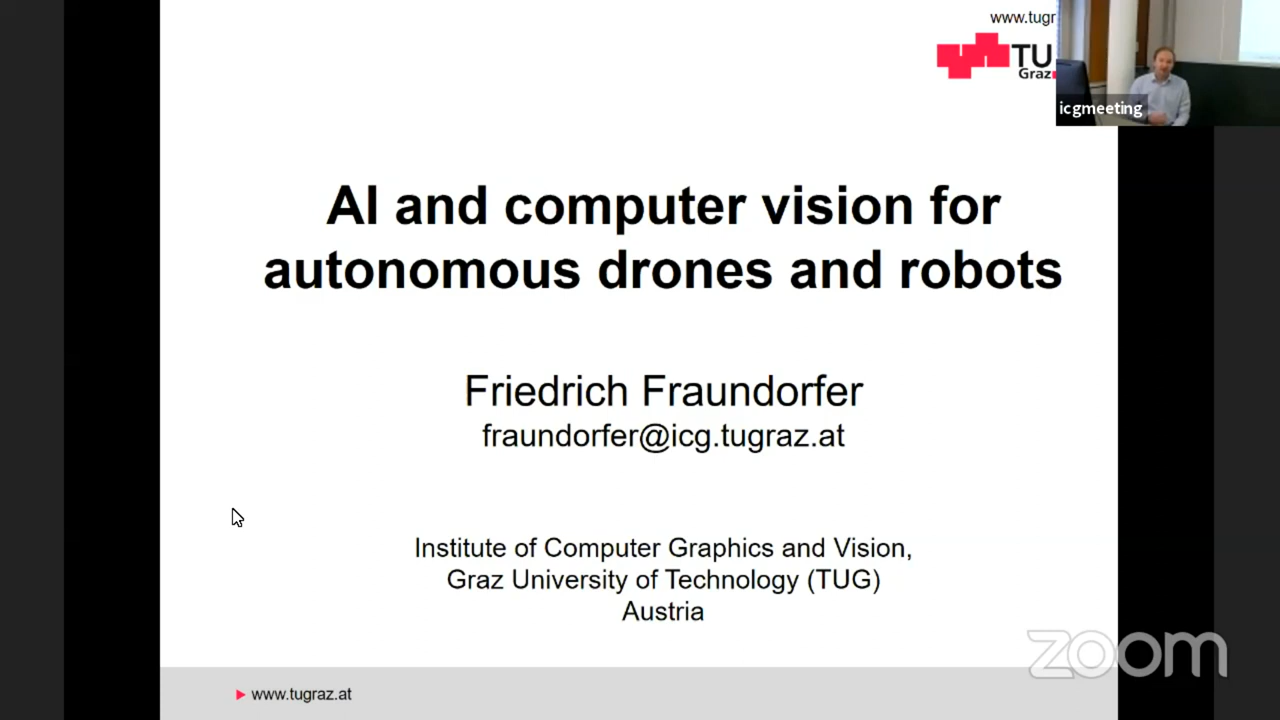 www.tugr
TU
Graz
icgmeeting
AI and computer vision for
autonomous drones and robots
Friedrich Fraundorfer
fraundorfer@icg.tugraz.at
Institute of Computer Graphics and Vision,
Graz University of Technology (TUG)
Austria
zoom
www.tugraz.at